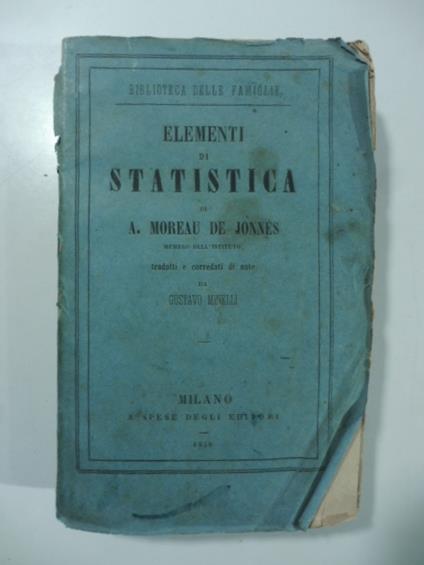 BIBLIOTECA DELLE FAMIGLIE
ELEMENTI
DI
STATISTICA
DI
A. MOREAU DE JONNÈS
MEMBRO DELL'ISTITUTO
tradotti e corredati di note
DA
GUSTAVO MINELLI
MILANO
A SPESE DEGLI EDITORI